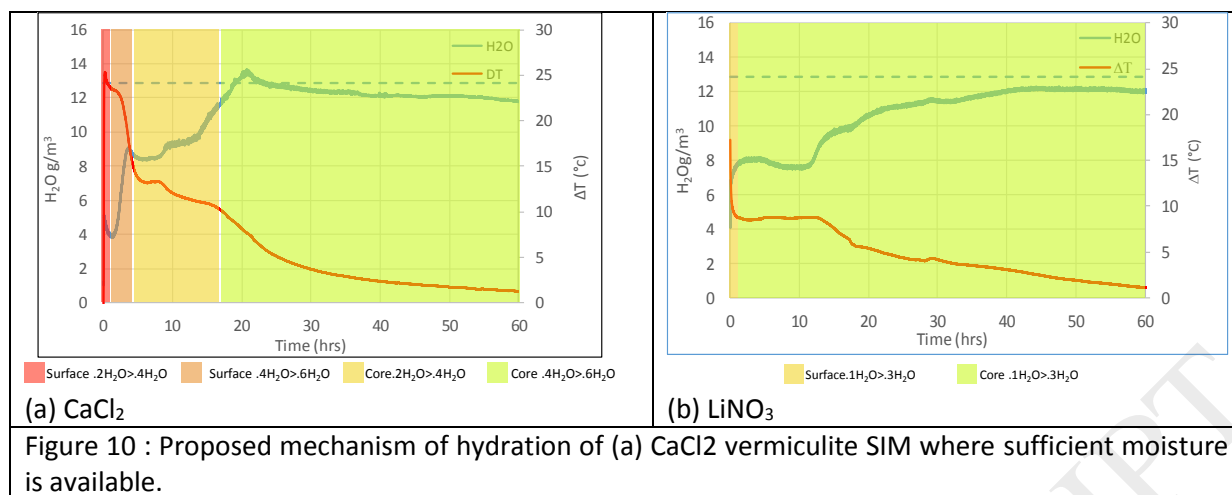 16
14
12
10
8
6
4
2
0
H₂O g/m³
30
25
20
15
10
5
0
ΔT (°c)
H2O
DT
0 10 20 30 40 50 60
Time (hrs)
Surface .2H₂O>.4H₂O Surface .4H₂O>.6H₂O Core.2H₂O>.4H₂O Core .4H₂O>.6H₂O
(a) CaCl₂
16
14
12
10
8
6
4
2
0
H₂Og/m³
30
25
20
15
10
5
0
ΔT (°c)
H2O
ΔT
0 10 20 30 40 50 60
Time (hrs)
Surface.1H₂O>.3H₂O Core .1H₂O>.3H₂O
(b) LiNO₃
Figure 10 : Proposed mechanism of hydration of (a) CaCl2 vermiculite SIM where sufficient moisture
is available.